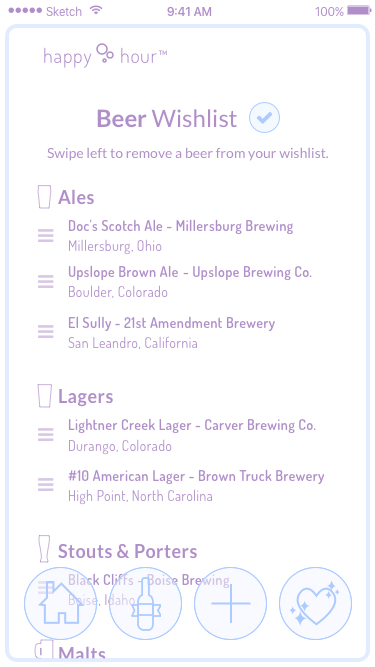 Sketch 9:41 AM 100%
happy hour™
Beer Wishlist
Swipe left to remove a beer from your wishlist.
Ales
Doc's Scotch Ale - Millersburg Brewing
Millersburg, Ohio
Upslope Brown Ale - Upslope Brewing Co.
Boulder, Colorado
El Sully - 21st Amendment Brewery
San Leandro, California
Lagers
Lightner Creek Lager - Carver Brewing Co.
Durango, Colorado
#10 American Lager - Brown Truck Brewery
High Point, North Carolina
Stouts & Porters
Black Cliffs - Boise Brewing
Boise, Idaho
Malts